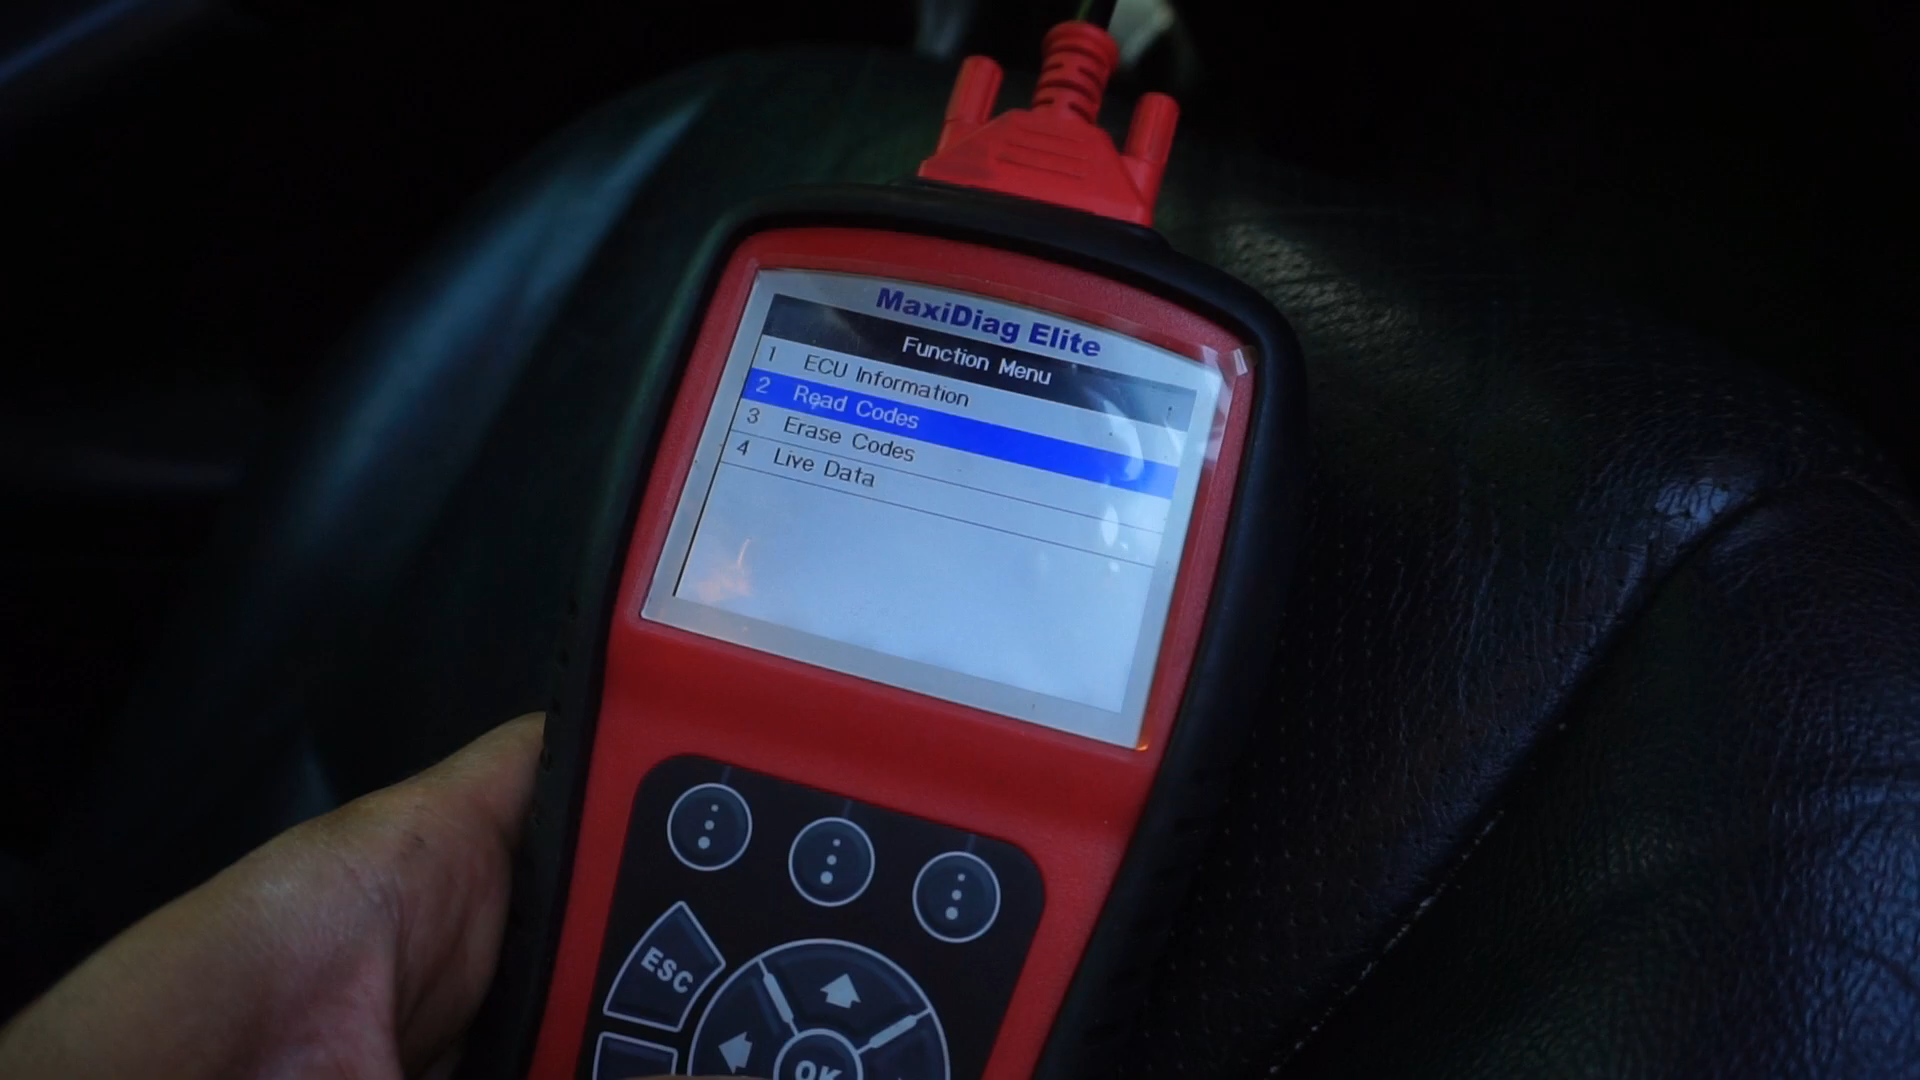 MaxiDiag Elite
Function Menu
1 ECU Information
2 Read Codes
3 Erase Codes
4 Live Data
ESC
OK